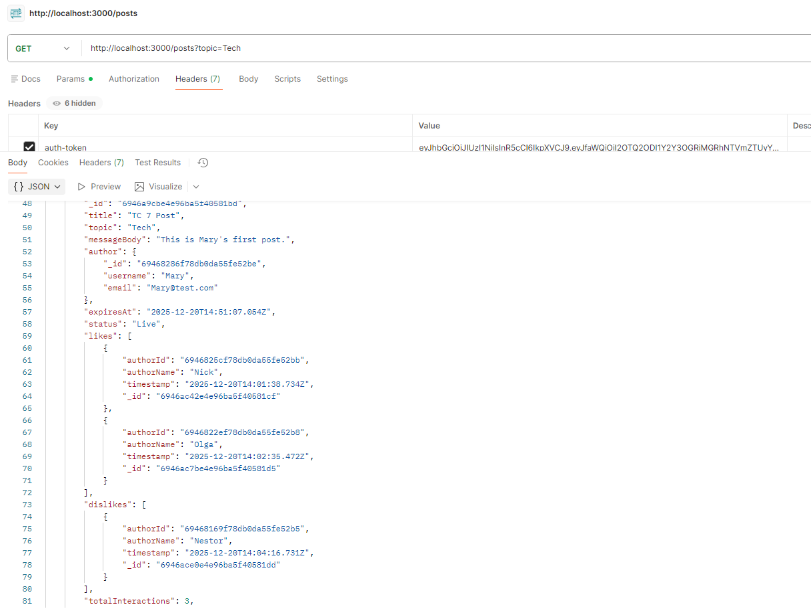 http://localhost:3000/posts
GET http://localhost:3000/posts?topic=Tech
Docs Params Authorization Headers (7) Body Scripts Settings
Headers 6 hidden
Key Value Desc
auth-token
Body Cookies Headers (7) Test Results
{ } JSON Preview Visualize
48 "_id": "6946a9cbe4e96ba5f40581bd",
49 "title": "TC 7 Post",
50 "topic": "Tech",
51 "messageBody": "This is Mary's first post.",
52 "author": {
53 "_id": "69468286f78db0da55fe52be",
54 "username": "Mary",
55 "email": "Mary@test.com"
56 },
57 "expiresAt": "2025-12-20T14:51:07.054Z",
58 "status": "Live",
59 "likes": [
60 {
61 "authorId": "6946825cf78db0da55fe52bb",
62 "authorName": "Nick",
63 "timestamp": "2025-12-20T14:01:38.734Z",
64 "_id": "6946ac42e4e96ba5f40581cf"
65 },
66 {
67 "authorId": "6946822ef78db0da55fe52b8",
68 "authorName": "Olga",
69 "timestamp": "2025-12-20T14:02:35.472Z",
70 "_id": "6946ac7be4e96ba5f40581d5"
71 }
72 ],
73 "dislikes": [
74 {
75 "authorId": "69468169f78db0da55fe52b5",
76 "authorName": "Nestor",
77 "timestamp": "2025-12-20T14:04:16.731Z",
78 "_id": "6946ace0e4e96ba5f40581dd"
79 }
80 ],
81 "totalInteractions": 3,